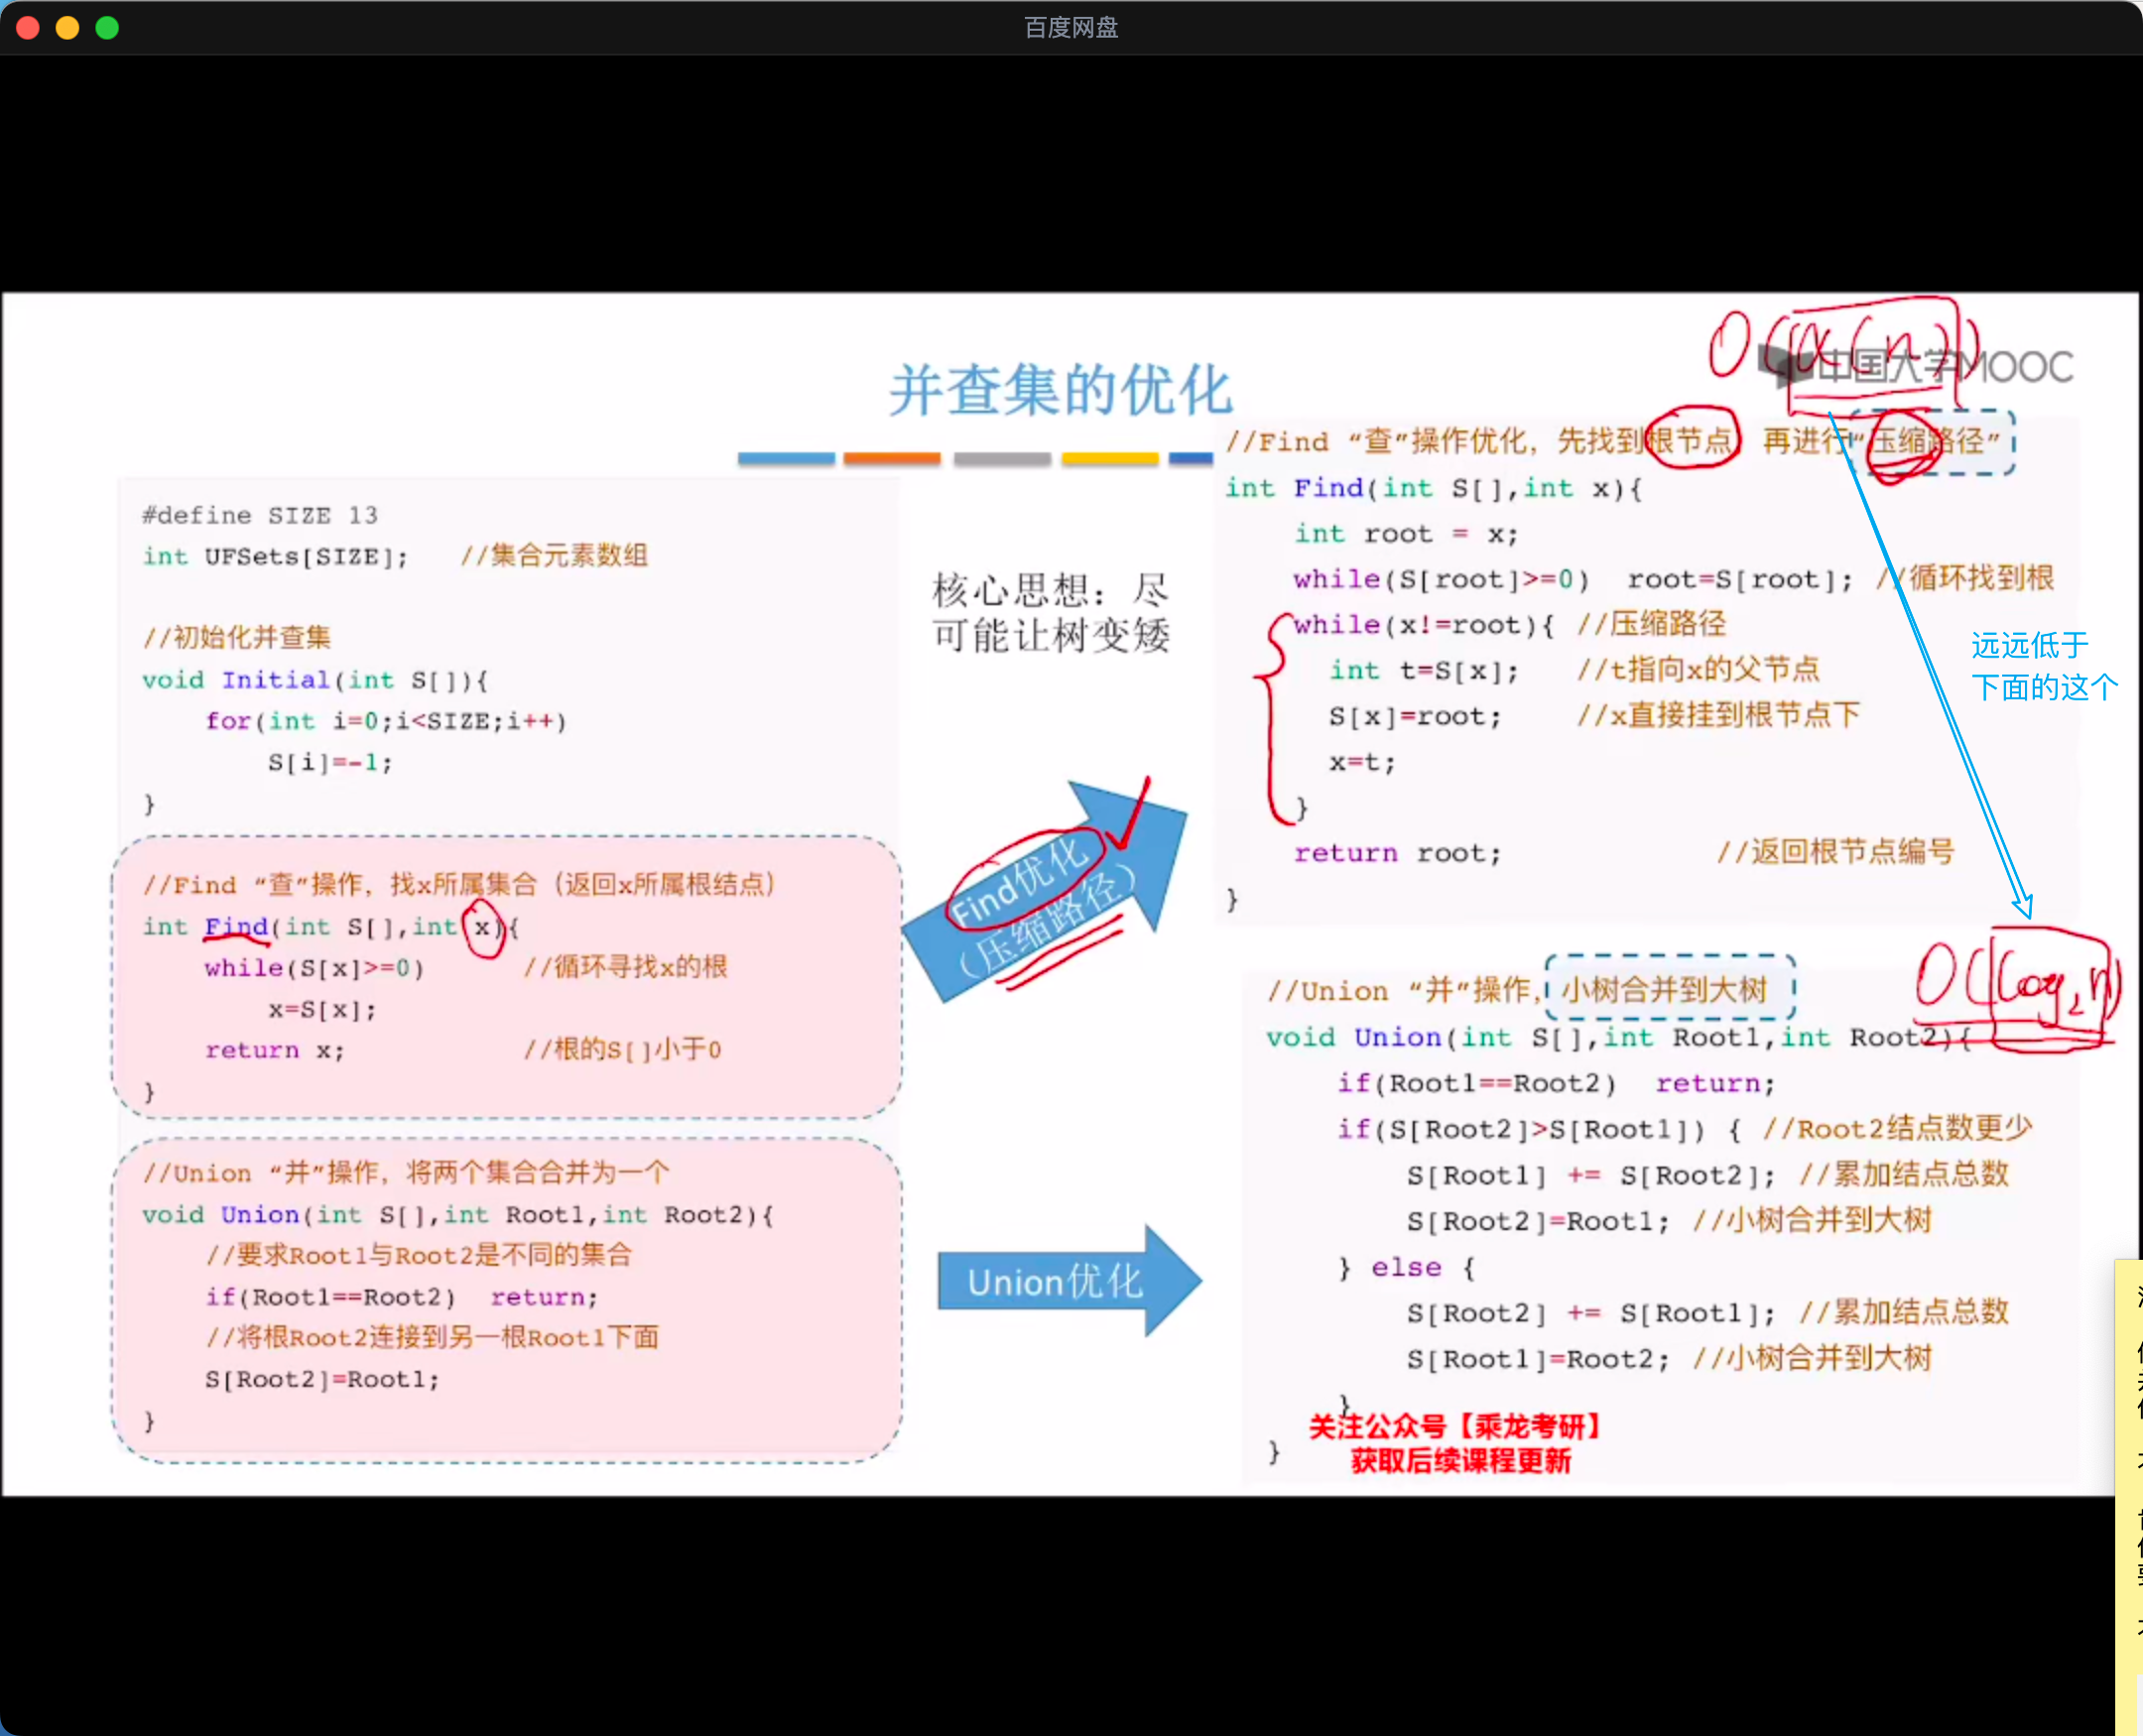 百度网盘
O(α(n))
中国大学MOOC
并查集的优化
#define SIZE 13
int UFSets[SIZE];   //集合元素数组
//初始化并查集
void Initial(int S[]){
for(int i=0;i<SIZE;i++)
S[i]=-1;
}
//Find “查”操作，找x所属集合（返回x所属根结点）
int Find(int S[],int x){
while(S[x]>=0)   //循环寻找x的根
x=S[x];
return x;   //根的S[]小于0
}
//Union “并”操作，将两个集合合并为一个
void Union(int S[],int Root1,int Root2){
//要求Root1与Root2是不同的集合
if(Root1==Root2)  return;
//将根Root2连接到另一根Root1下面
S[Root2]=Root1;
}
核心思想：尽
可能让树变矮
Find优化
（压缩路径）
Union优化
//Find “查”操作优化，先找到根节点，再进行“压缩路径”
int Find(int S[],int x){
int root = x;
while(S[root]>=0)  root=S[root]; //循环找到根
while(x!=root){ //压缩路径
int t=S[x];   //t指向x的父节点
S[x]=root;   //x直接挂到根节点下
x=t;
}
return root;   //返回根节点编号
}
远远低于
下面的这个
O(log₂n)
//Union “并”操作，小树合并到大树
void Union(int S[],int Root1,int Root2){
if(Root1==Root2)  return;
if(S[Root2]>S[Root1]) { //Root2结点数更少
S[Root1] += S[Root2]; //累加结点总数
S[Root2]=Root1; //小树合并到大树
} else {
S[Root2] += S[Root1]; //累加结点总数
S[Root1]=Root2; //小树合并到大树
}
}
关注公众号【乘龙考研】
获取后续课程更新